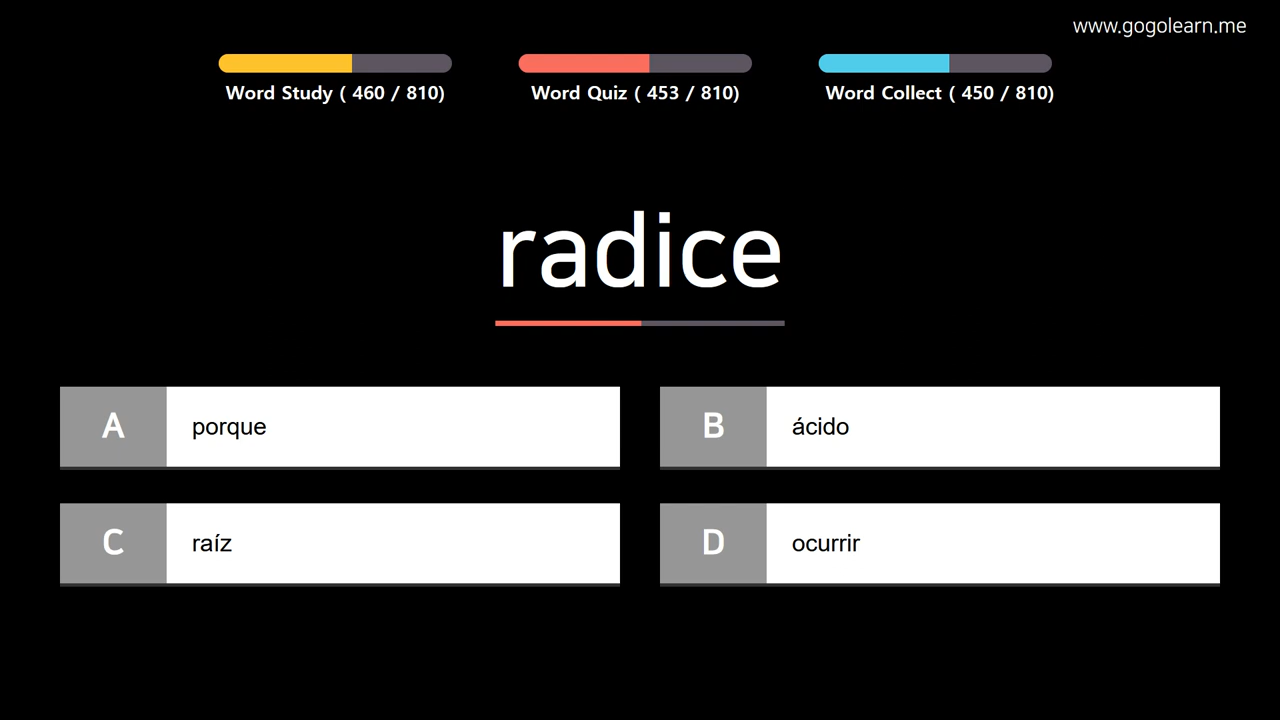 www.gogolearn.me
Word Study ( 460 / 810)
Word Quiz ( 453 / 810)
Word Collect ( 450 / 810)
radice
A porque
B ácido
C raíz
D ocurrir